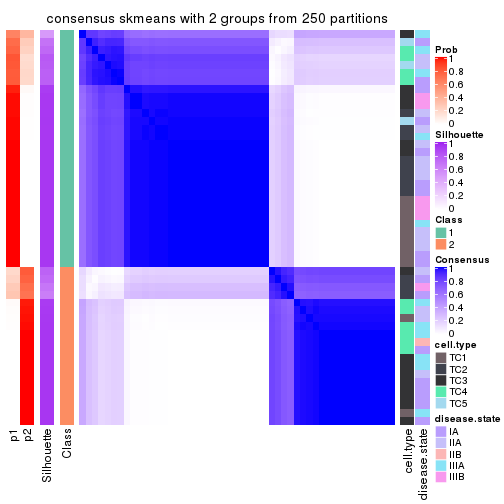 consensus skmeans with 2 groups from 250 partitions
Prob
1
0.8
0.6
0.4
0.2
0
Silhouette
1
0.8
0.6
0.4
0.2
0
Class
1
2
Consensus
1
0.8
0.6
0.4
0.2
0
cell.type
TC1
TC2
TC3
TC4
TC5
disease.state
IA
IIA
IIB
IIIA
IIIB
p1
p2
Silhouette
Class
cell.type
disease.state